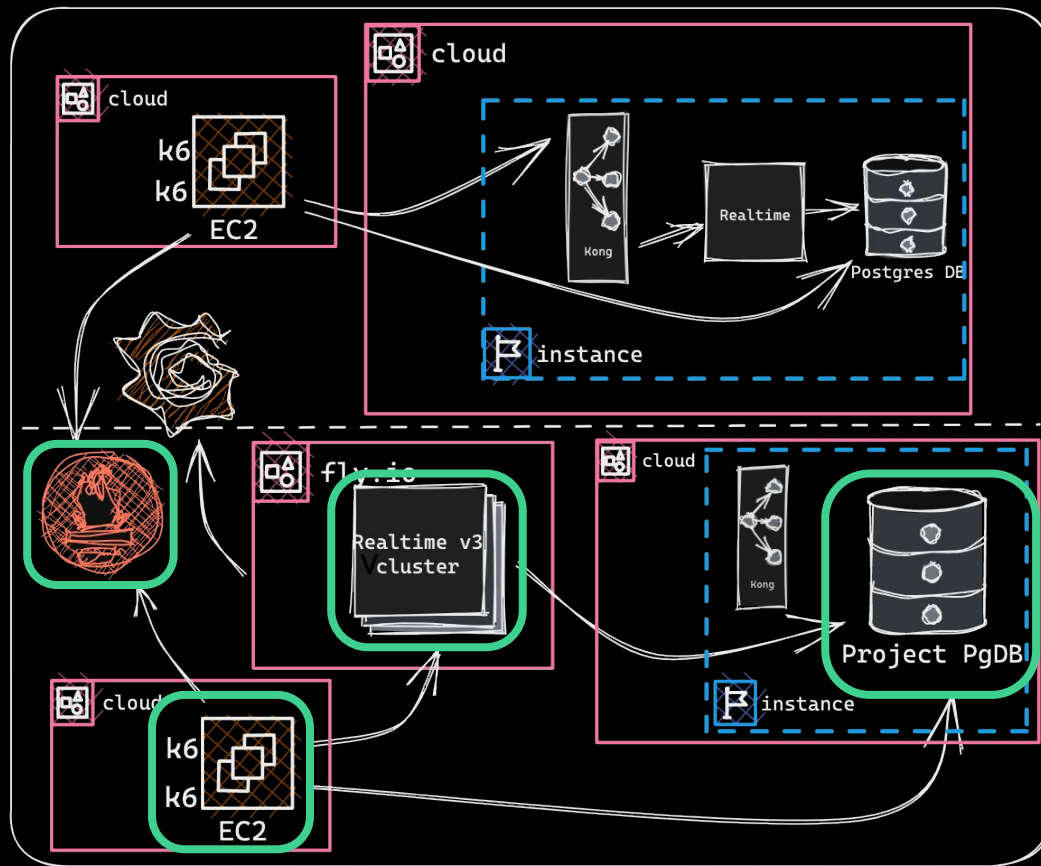 cloud
k6
k6
EC2
cloud
Kong
Realtime
Postgres DB
instance
fly.io
Realtime v3
Vcluster
cloud
Kong
Project PgDB
instance
cloud
k6
k6
EC2